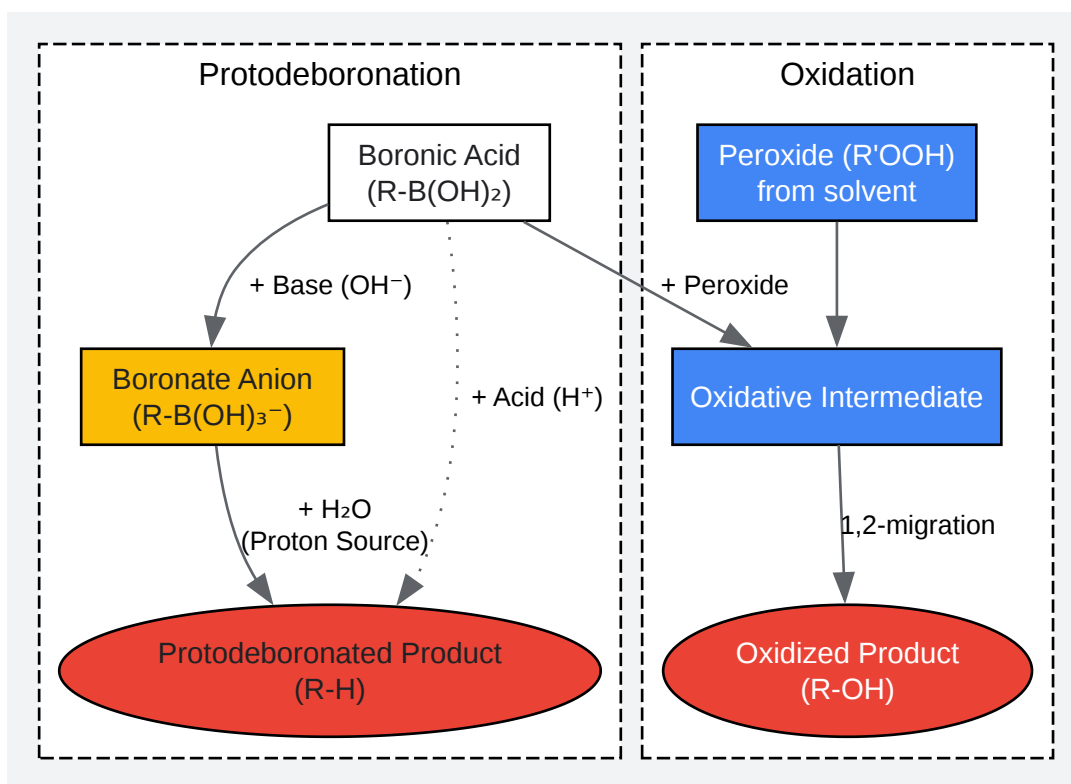 Protodeboronation
Boronic Acid
(R-B(OH)₂)
+ Base (OH⁻)
Boronate Anion
(R-B(OH)₃⁻)
+ Acid (H⁺)
+ H₂O
(Proton Source)
Protodeboronated Product
(R-H)
Oxidation
Peroxide (R'OOH)
from solvent
+ Peroxide
Oxidative Intermediate
1,2-migration
Oxidized Product
(R-OH)